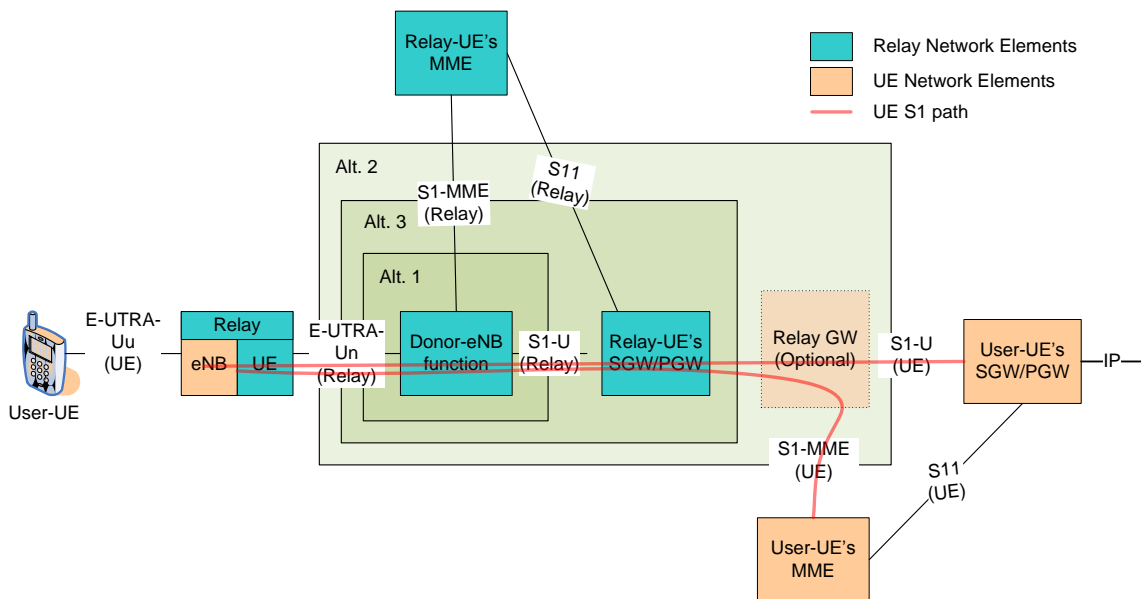 Relay-UE's
MME
Relay Network Elements
UE Network Elements
UE S1 path
Alt. 2
S11
(Relay)
S1-MME
(Relay)
Alt. 3
Alt. 1
E-UTRA-
Uu
(UE)
Relay
eNB
UE
E-UTRA-
Un
(Relay)
Donor-eNB
function
S1-U
(Relay)
Relay-UE's
SGW/PGW
Relay GW
(Optional)
S1-U
(UE)
User-UE's
SGW/PGW
IP
User-UE
S1-MME
(UE)
S11
(UE)
User-UE's
MME